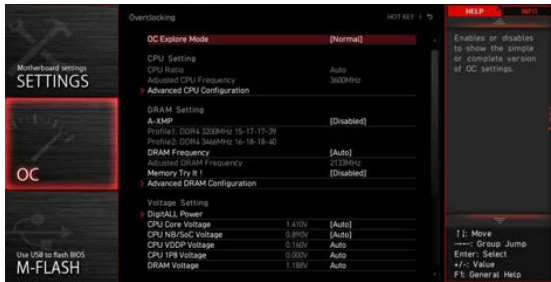 Overclocking
HOT KEY |
HELP
INFO
Motherboard settings
SETTINGS
OC
Use USB to flash BIOS
M-FLASH
OC Explore Mode [Normal]
CPU Setting
CPU Ratio Auto
Adjusted CPU Frequency 3600MHz
Advanced CPU Configuration
DRAM Setting
A-XMP [Disabled]
Profile1: DDR4 3200MHz 15-17-17-39
Profile2: DDR4 3466MHz 16-18-18-40
DRAM Frequency [Auto]
Adjusted DRAM Frequency 2133MHz
Memory Try It ! [Disabled]
Advanced DRAM Configuration
Voltage Setting
DigitALL Power
CPU Core Voltage 1.410V [Auto]
CPU NB/SoC Voltage 0.890V [Auto]
CPU VDDP Voltage 0.160V Auto
CPU 1P8 Voltage 0.000V Auto
DRAM Voltage 1.188V Auto
Enables or disables
to show the simple
or complete version
of OC settings.
↑↓: Move
→←: Group Jump
Enter: Select
+/-: Value
F1: General Help